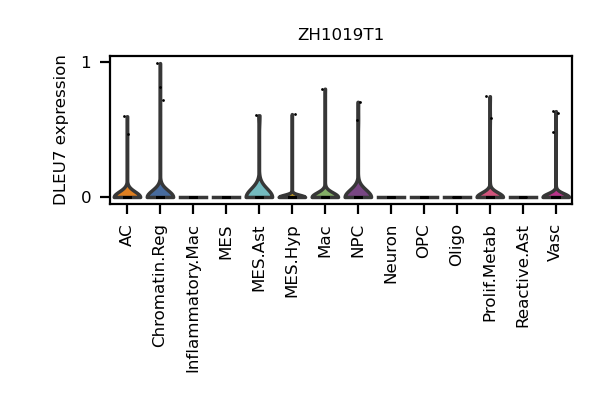 ZH1019T1
DLEU7 expression
1
0
AC
Chromatin.Reg
Inflammatory.Mac
MES
MES.Ast
MES.Hyp
Mac
NPC
Neuron
OPC
Oligo
Prolif.Metab
Reactive.Ast
Vasc